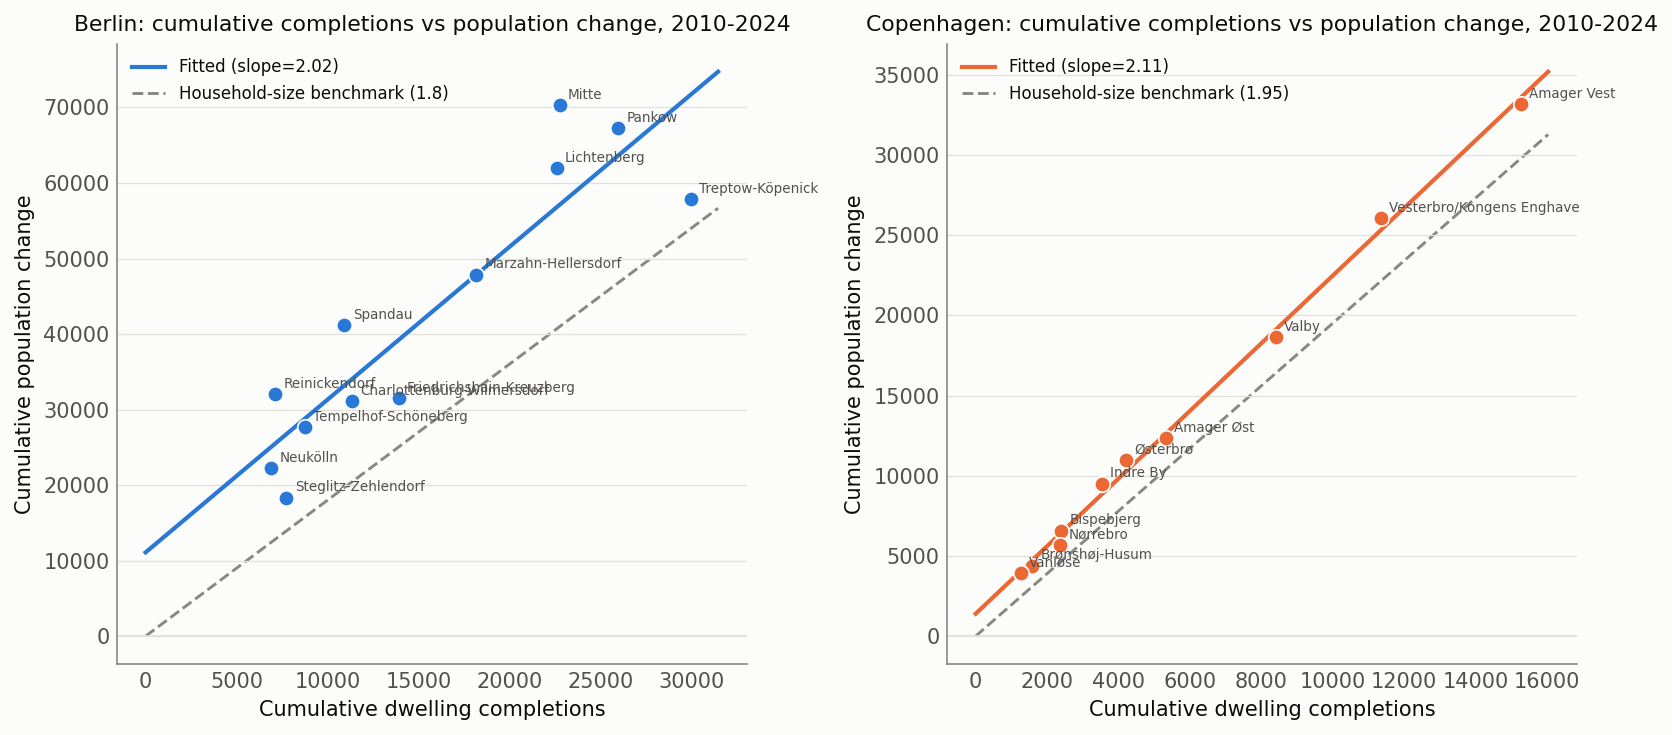 Berlin: cumulative completions vs population change, 2010-2024
Fitted (slope=2.02)
Household-size benchmark (1.8)
Cumulative population change
70000
60000
50000
40000
30000
20000
10000
0
Mitte
Pankow
Lichtenberg
Treptow-Köpenick
Marzahn-Hellersdorf
Spandau
Reinickendorf
Friedrichshain-Kreuzberg
Charlottenburg-Wilmersdorf
Tempelhof-Schöneberg
Neukölln
Steglitz-Zehlendorf
0 5000 10000 15000 20000 25000 30000
Cumulative dwelling completions
Copenhagen: cumulative completions vs population change, 2010-2024
Fitted (slope=2.11)
Household-size benchmark (1.95)
Cumulative population change
35000
30000
25000
20000
15000
10000
5000
0
Amager Vest
Vesterbro/Kongens Enghave
Valby
Amager Øst
Østerbro
Indre By
Bispebjerg
Nørrebro
Brønshøj-Husum
Vanløse
0 2000 4000 6000 8000 10000 12000 14000 16000
Cumulative dwelling completions